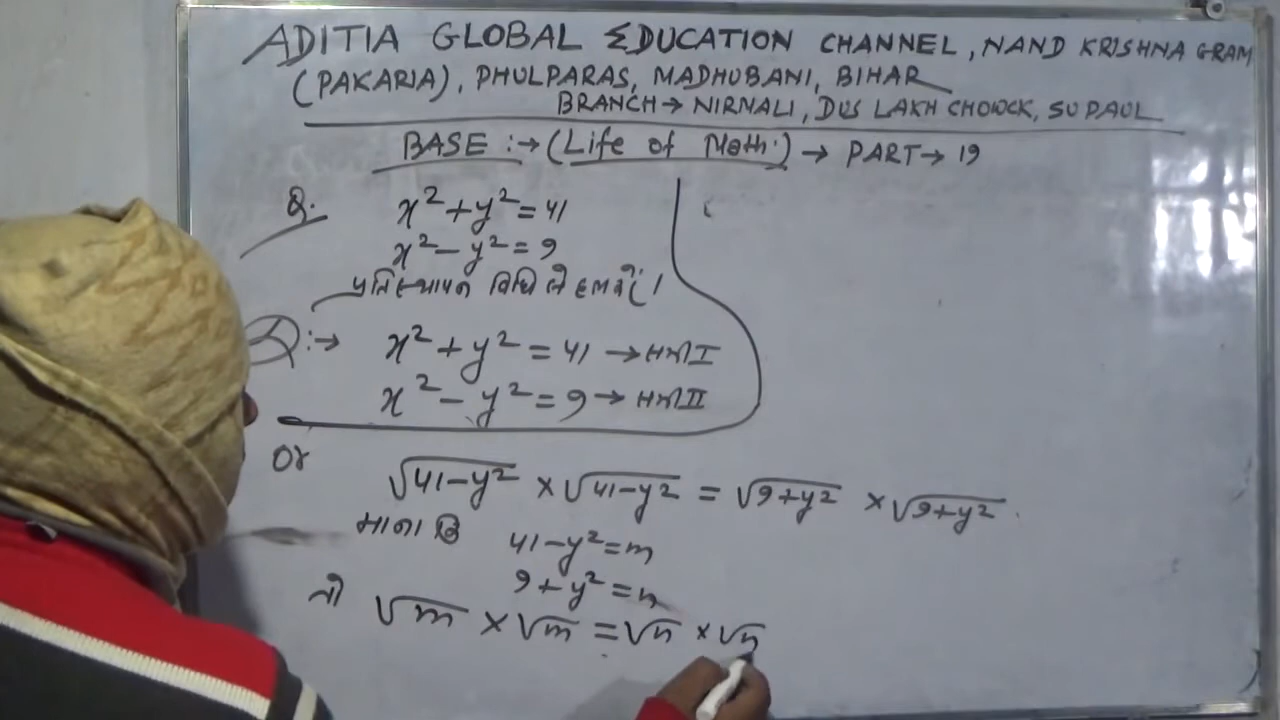 ADITIA GLOBAL EDUCATION CHANNEL, NAND KRISHNA GRAM
(PAKARIA), PHULPARAS, MADHUBANI, BIHAR
BRANCH → NIRNALI, DUS LAKH CHOWCK, SUPAUL
BASE :→ (Life of Math.) → PART → 19
Q. x² + y² = 41
x² - y² = 9
प्रतिस्थापन विधि से हल करें।
:→ x² + y² = 41 → समी I
x² - y² = 9 → समी II
Or
√41-y² × √41-y² = √9+y² × √9+y²
माना कि 41-y² = m
9 + y² = n
तो √m × √m = √n × √n